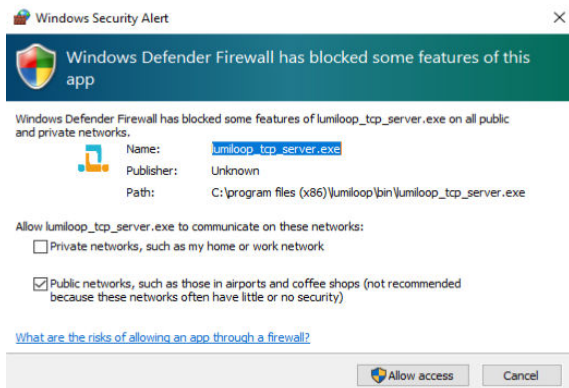 Windows Security Alert
Windows Defender Firewall has blocked some features of this
app
Windows Defender Firewall has blocked some features of lumiloop_tcp_server.exe on all public
and private networks.
Name: lumiloop_tcp_server.exe
Publisher: Unknown
Path: C:\program files (x86)\lumiloop\bin\lumiloop_tcp_server.exe
Allow lumiloop_tcp_server.exe to communicate on these networks:
Private networks, such as my home or work network
Public networks, such as those in airports and coffee shops (not recommended
because these networks often have little or no security)
What are the risks of allowing an app through a firewall?
Allow access Cancel